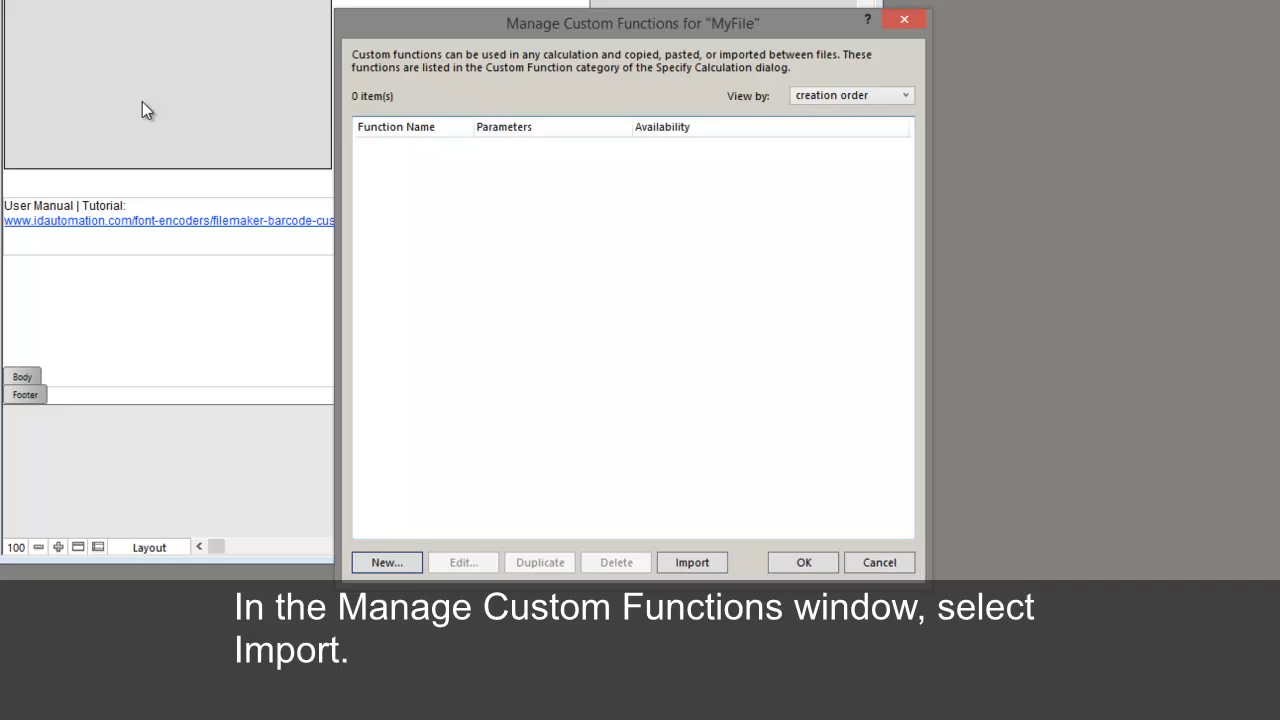 Manage Custom Functions for "MyFile"
?
Custom functions can be used in any calculation and copied, pasted, or imported between files. These
functions are listed in the Custom Function category of the Specify Calculation dialog.
0 item(s)
View by:
creation order
Function Name
Parameters
Availability
User Manual | Tutorial:
www.idautomation.com/font-encoders/filemaker-barcode-cus
Body
Footer
100
Layout
New...
Edit...
Duplicate
Delete
Import
OK
Cancel
In the Manage Custom Functions window, select
Import.